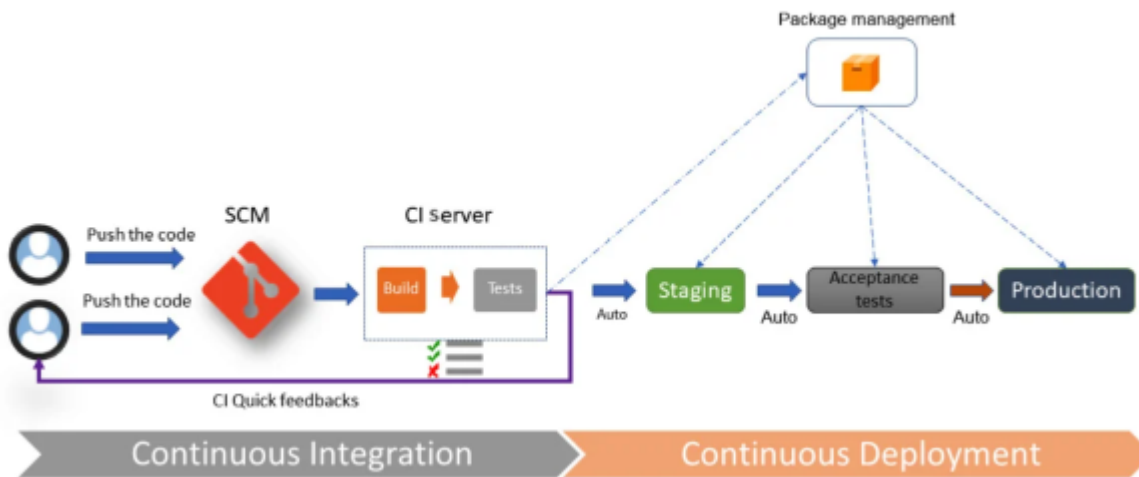 Package management
SCM
CI server
Push the code
Push the code
Build
Tests
Auto
Staging
Auto
Acceptance
tests
Auto
Production
CI Quick feedbacks
Continuous Integration
Continuous Deployment